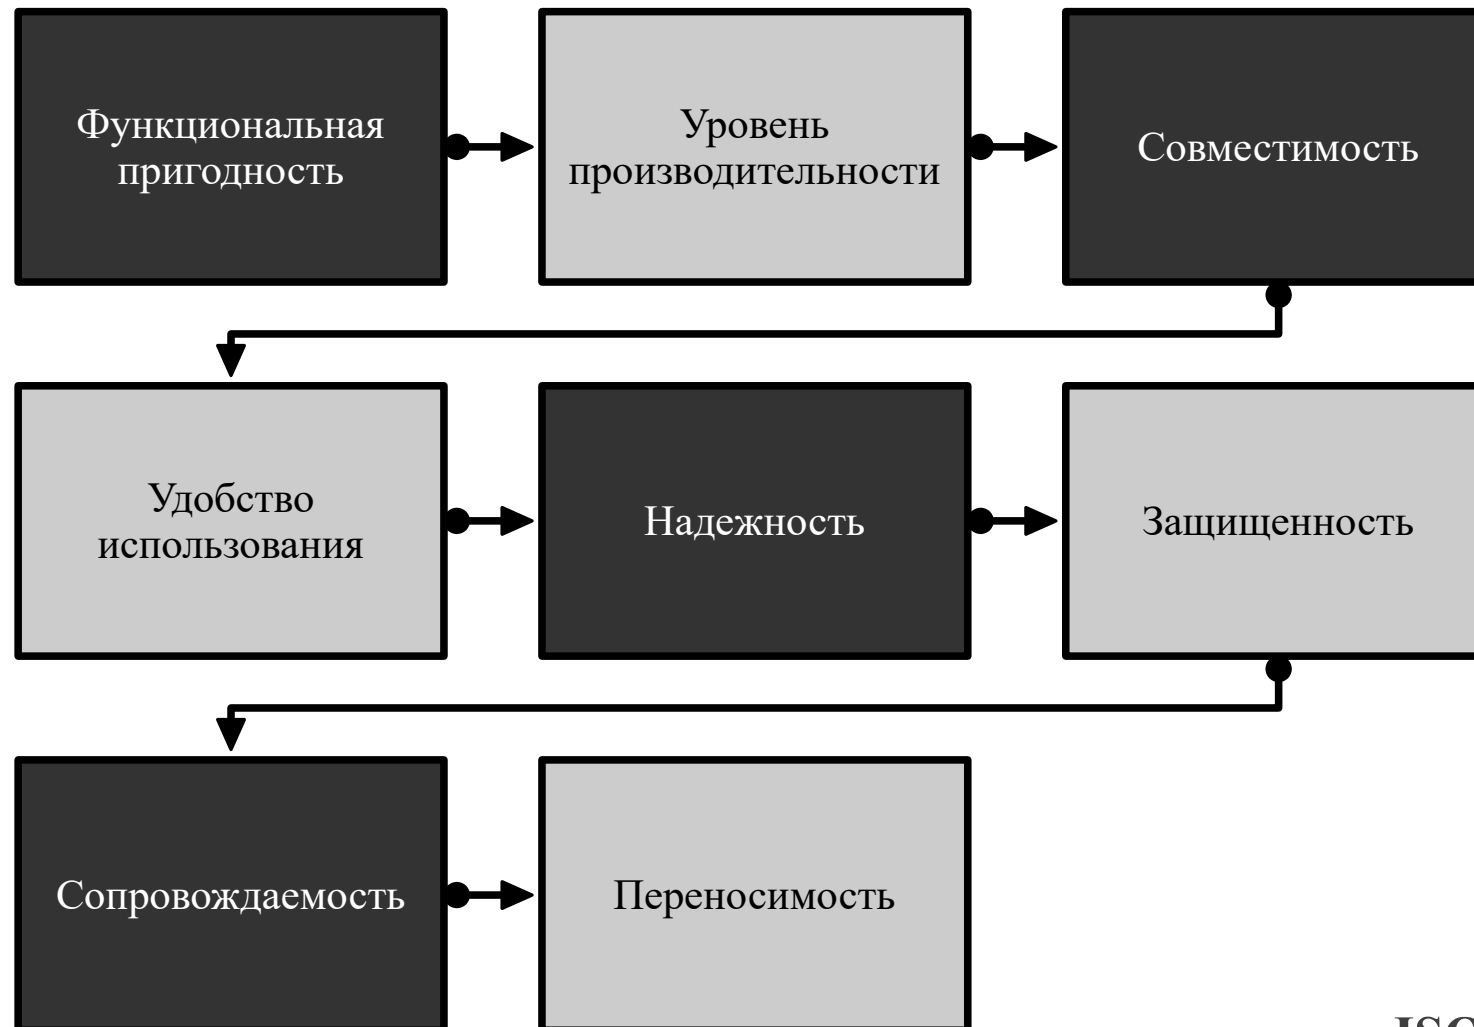 Функциональная
пригодность
Уровень
производительности
Совместимость
Удобство
использования
Надежность
Защищенность
Сопровождаемость
Переносимость